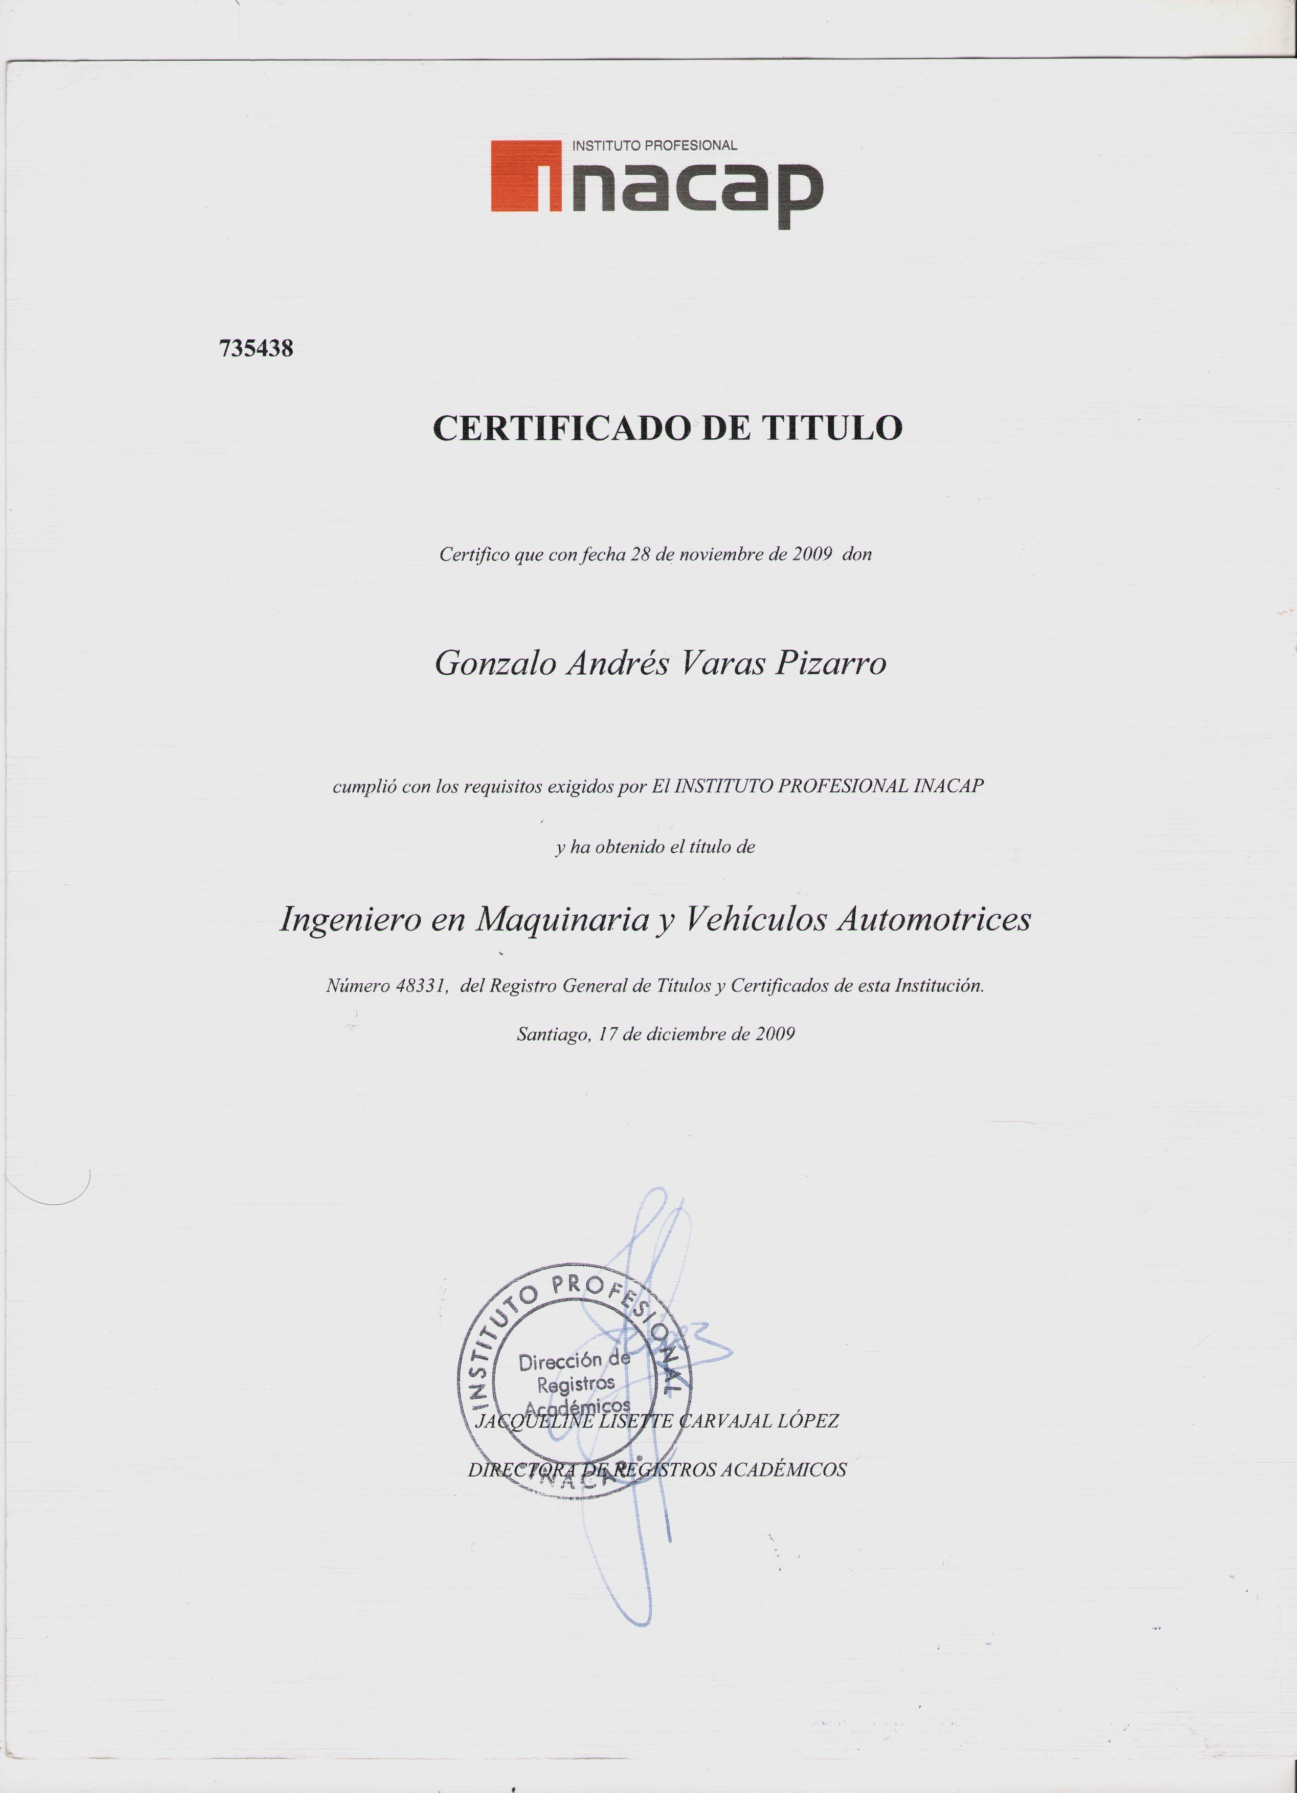 INSTITUTO PROFESIONAL
inacap
735438
CERTIFICADO DE TITULO
Certifico que con fecha 28 de noviembre de 2009 don
Gonzalo Andrés Varas Pizarro
cumplió con los requisitos exigidos por El INSTITUTO PROFESIONAL INACAP
y ha obtenido el título de
Ingeniero en Maquinaria y Vehículos Automotrices
Número 48331, del Registro General de Títulos y Certificados de esta Institución.
Santiago, 17 de diciembre de 2009
INSTITUTO PROFESIONAL
Dirección de
Registros
Académicos
INACAP
JACQUELINE LISETTE CARVAJAL LÓPEZ
DIRECTORA DE REGISTROS ACADÉMICOS